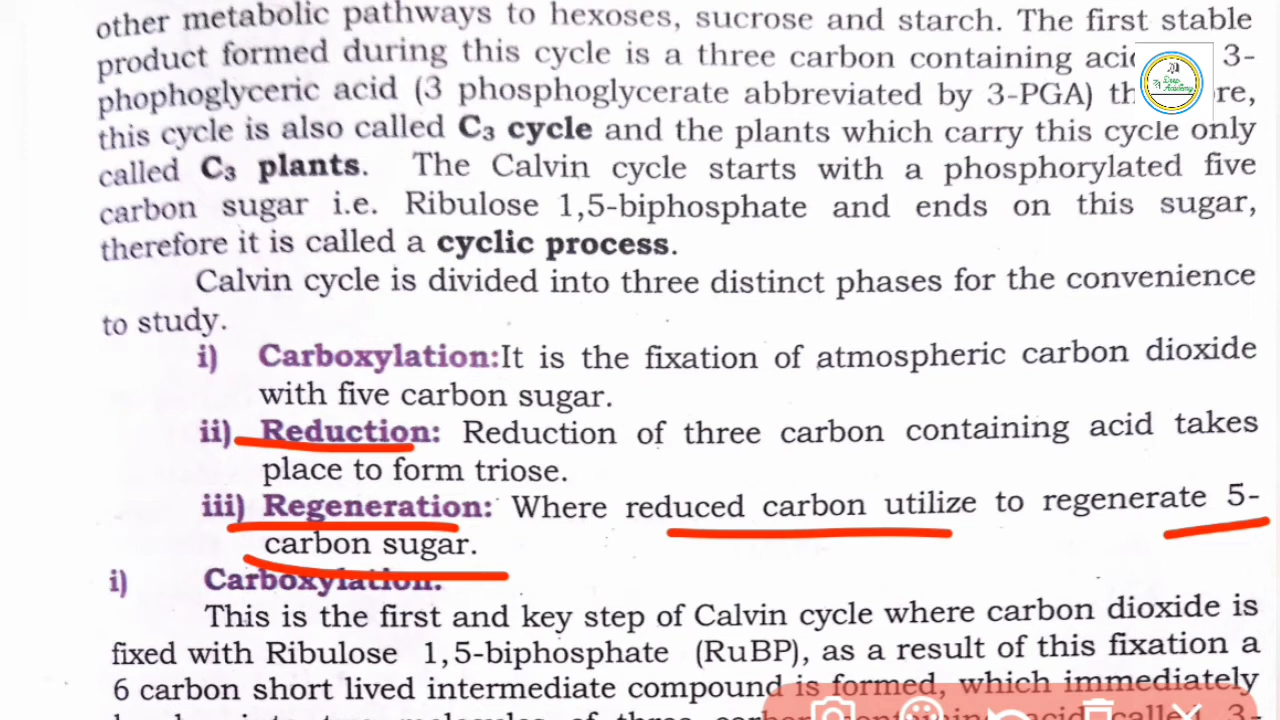 other metabolic pathways to hexoses, sucrose and starch. The first stable
product formed during this cycle is a three carbon containing 3-
phophoglyceric acid (3 phosphoglycerate abbreviated by 3-PGA)
this cycle is also called C₃ cycle and the plants which carry this cycle only
called C₃ plants. The Calvin cycle starts with a phosphorylated five
carbon sugar i.e. Ribulose 1,5-biphosphate and ends on this sugar,
therefore it is called a cyclic process.
Calvin cycle is divided into three distinct phases for the convenience
to study.
i) Carboxylation:It is the fixation of atmospheric carbon dioxide
with five carbon sugar.
ii) Reduction: Reduction of three carbon containing acid takes
place to form triose.
iii) Regeneration: Where reduced carbon utilize to regenerate 5-
carbon sugar.
i) Carboxylation:
This is the first and key step of Calvin cycle where carbon dioxide is
fixed with Ribulose 1,5-biphosphate (RuBP), as a result of this fixation a
6 carbon short lived intermediate compound is formed, which immediately